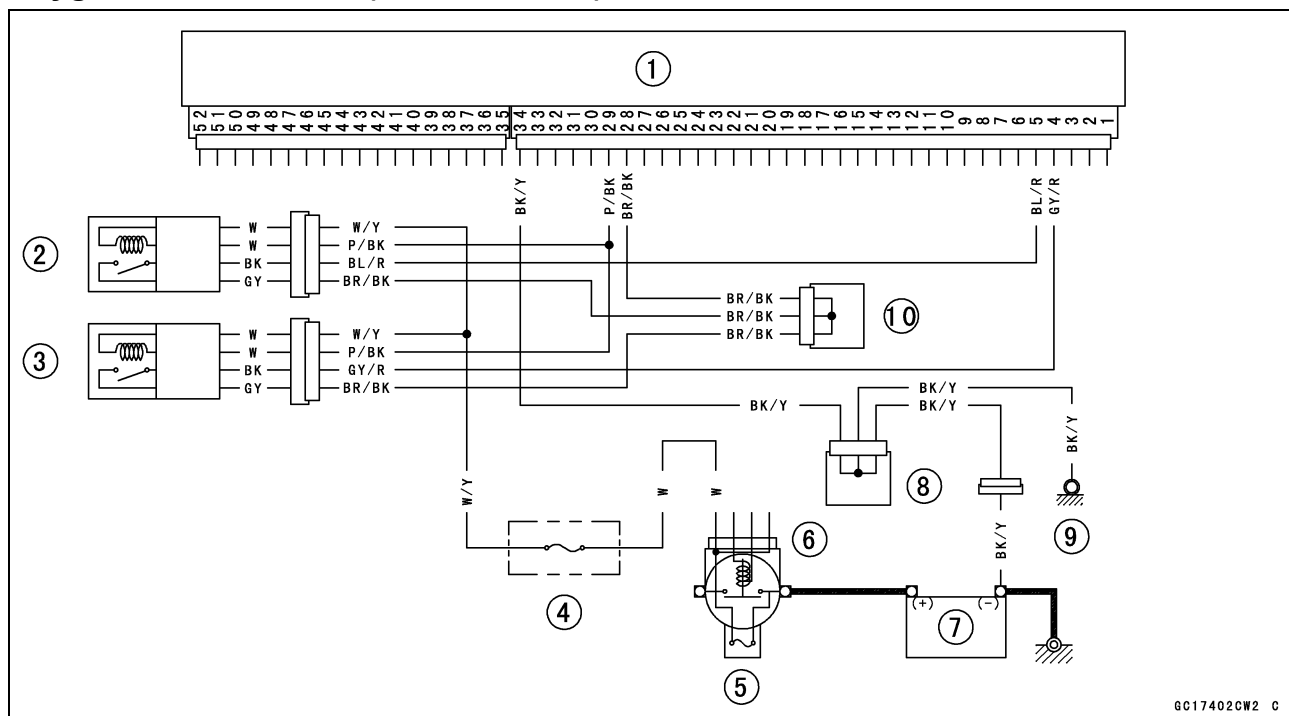 1
52 51 50 49 48 47 46 45 44 43 42 41 40 39 38 37 36 35 34 33 32 31 30 29 28 27 26 25 24 23 22 21 20 19 18 17 16 15 14 13 12 11 10 9 8 7 6 5 4 3 2 1
BK/Y P/BK BR/BK BL/R GY/R
2
W W/Y
W P/BK
BK BL/R
GY BR/BK
3
W W/Y
W P/BK
BK GY/R
GY BR/BK
BR/BK
BR/BK
BR/BK
10
BK/Y
BK/Y
BK/Y
BK/Y
8
9
BK/Y
W/Y
W
W
6
4
5
(+) (-)
7
GC17402CW2 C